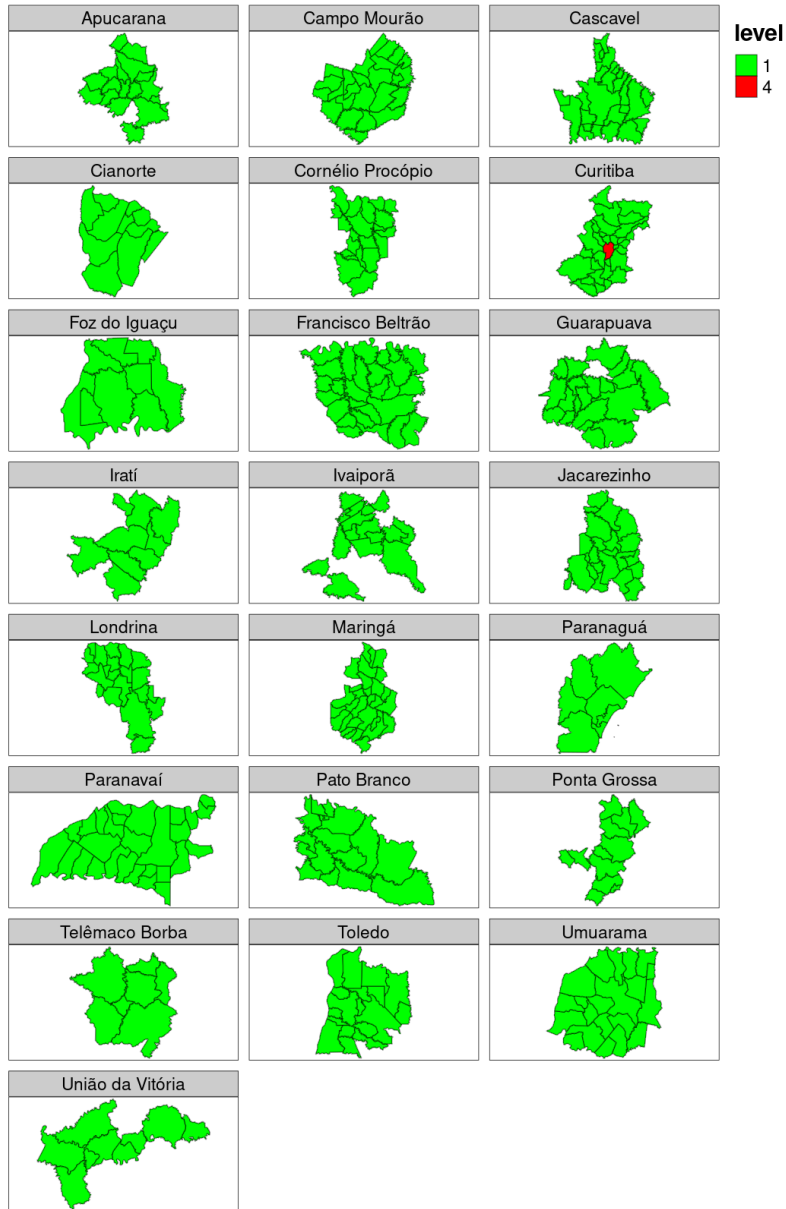 Apucarana
Campo Mourão
Cascavel
level
1
4
Cianorte
Cornélio Procópio
Curitiba
Foz do Iguaçu
Francisco Beltrão
Guarapuava
Iratí
Ivaiporã
Jacarezinho
Londrina
Maringá
Paranaguá
Paranavaí
Pato Branco
Ponta Grossa
Telêmaco Borba
Toledo
Umuarama
União da Vitória